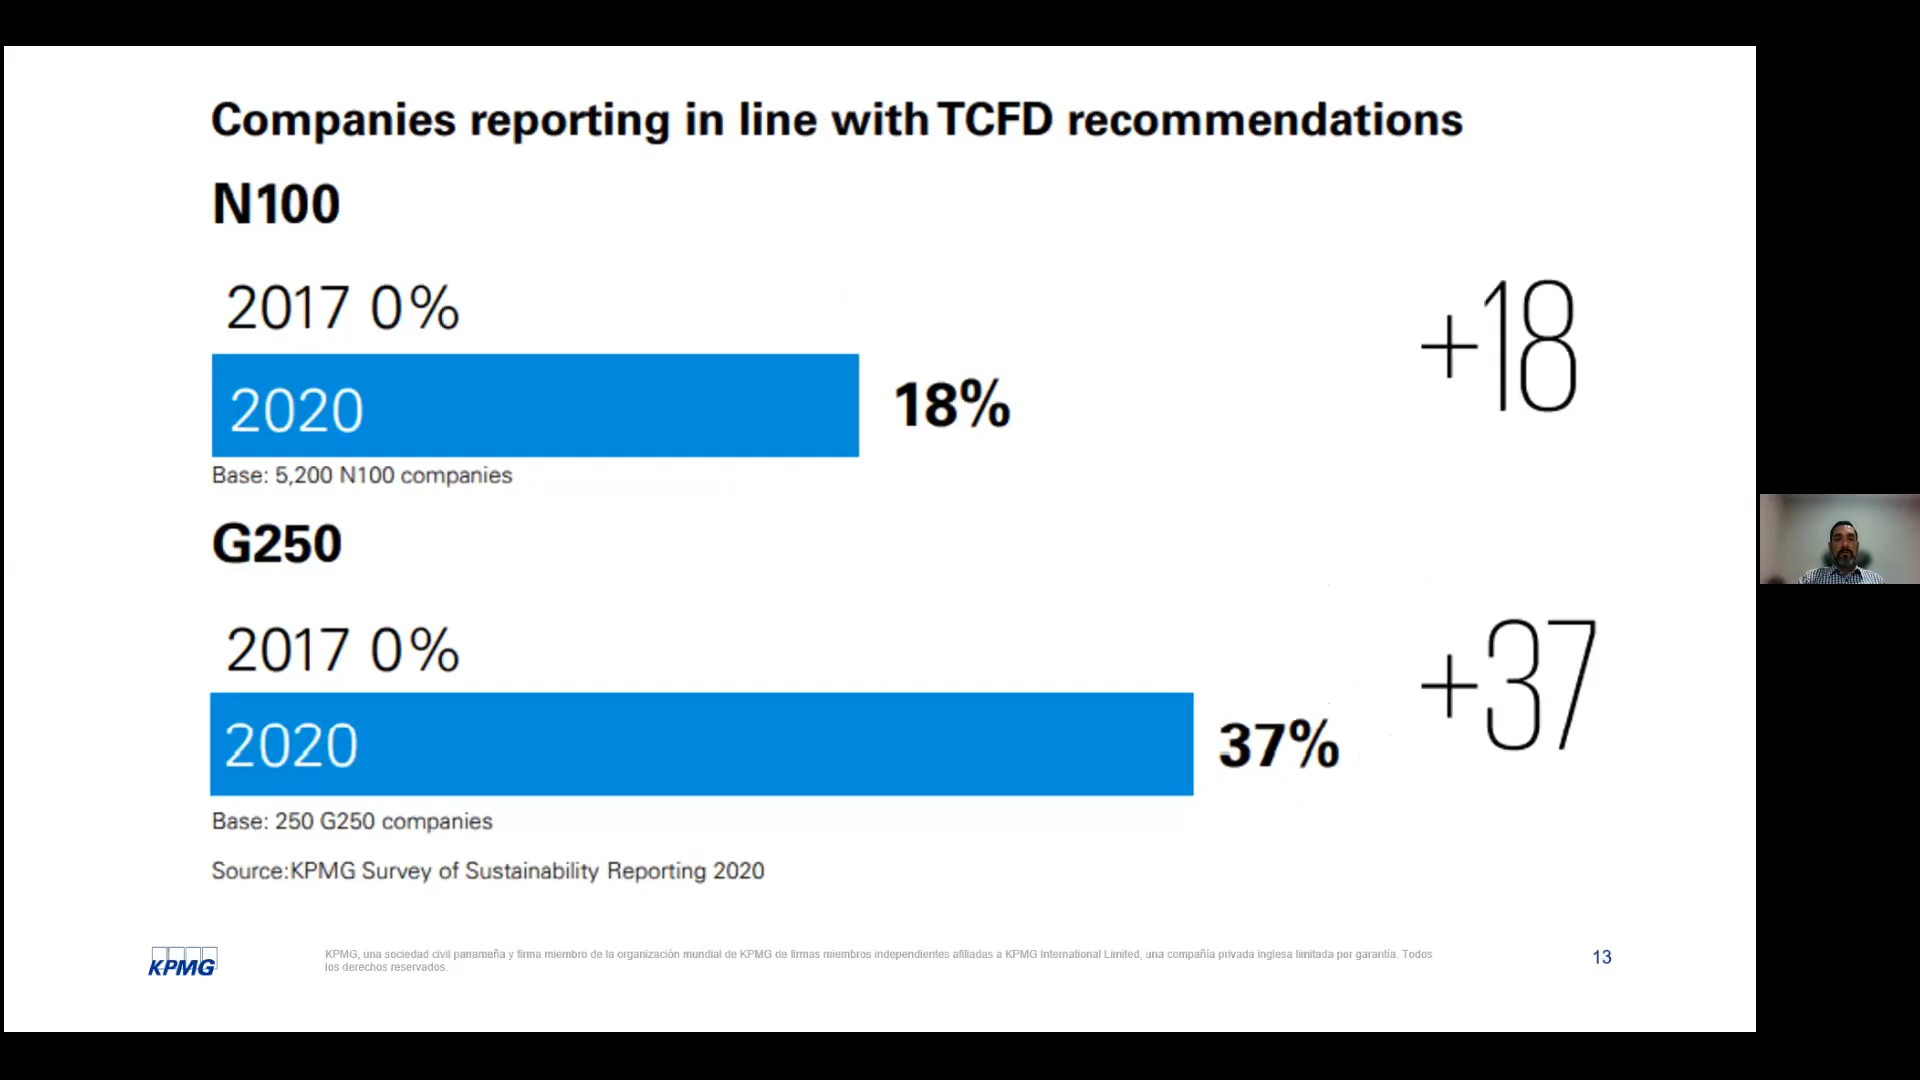 Companies reporting in line with TCFD recommendations
N100
2017 0%
+18
2020
18%
Base: 5,200 N100 companies
G250
2017 0%
+37
2020
37%
Base: 250 G250 companies
Source:KPMG Survey of Sustainability Reporting 2020
KPMG
KPMG, una sociedad civil panameña y firma miembro de la organización mundial de KPMG de firmas miembros independientes afiliadas a KPMG International Limited, una compañía privada inglesa limitada por garantía. Todos
los derechos reservados.
13